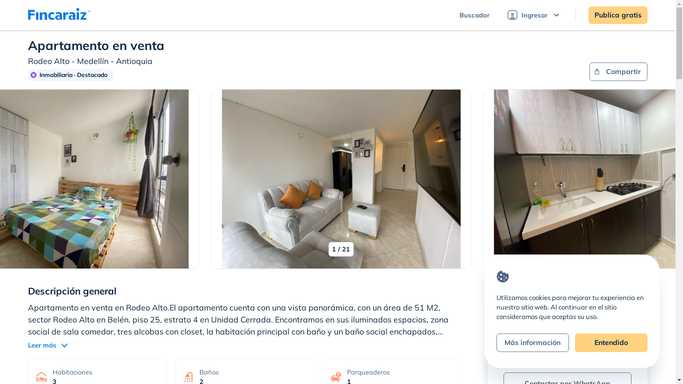 Fincaraiz
Buscador
Ingresar
Publica gratis
Apartamento en venta
Rodeo Alto - Medellín - Antioquia
Inmobiliaria · Destacado
Compartir
1 / 21
Descripción general
Apartamento en venta en Rodeo Alto.El apartamento cuenta con una vista panorámica, con un área de 51 M2,
sector Rodeo Alto en Belén, piso 25, estrato 4 en Unidad Cerrada. Encontramos en sus iluminados espacios, zona
social de sala comedor, tres alcobas con closet, la habitación principal con baño y un baño social enchapados,...
Leer más
Habitaciones
3
Baños
2
Parqueaderos
1
Utilizamos cookies para mejorar tu experiencia en
nuestro sitio web. Al continuar en el sitio
consideramos que aceptas su uso.
Más información
Entendido
Contactar por WhatsApp